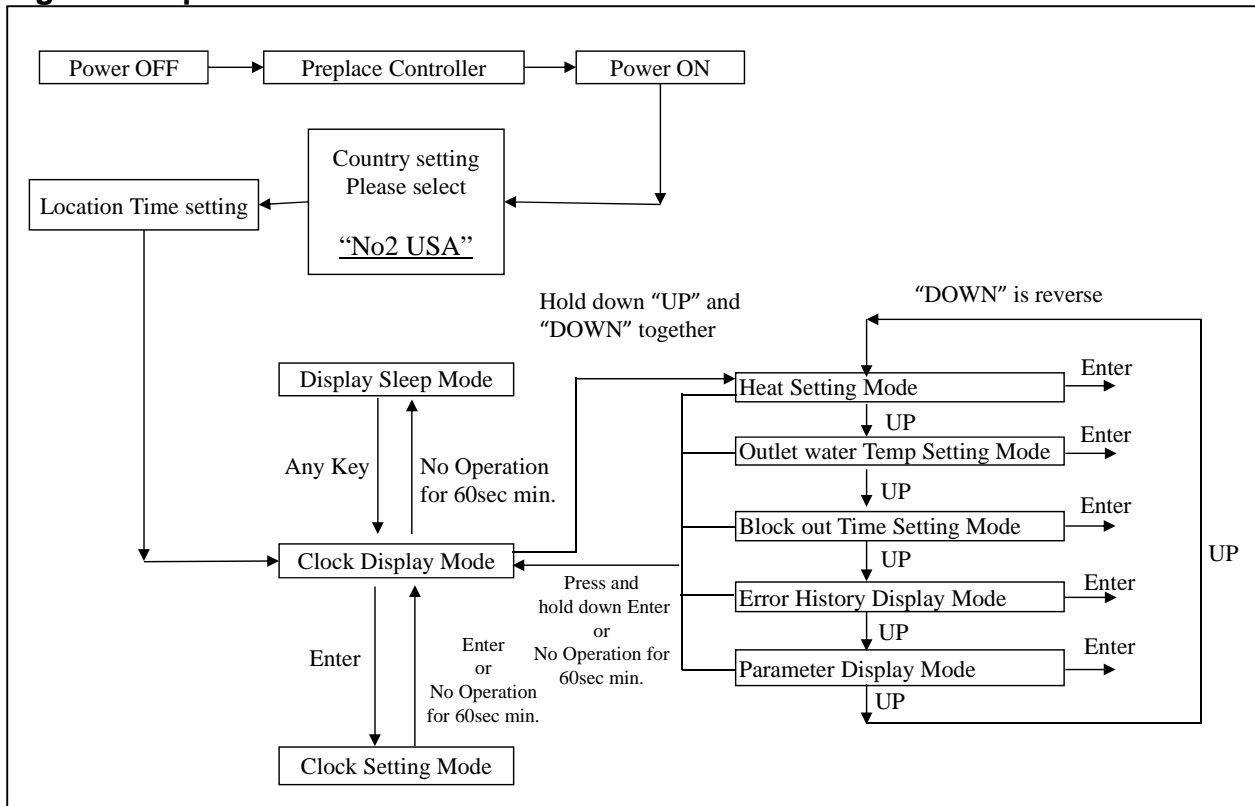 Power OFF
Preplace Controller
Power ON
Country setting
Please select
“No2 USA”
Location Time setting
Hold down “UP” and
“DOWN” together
“DOWN” is reverse
Display Sleep Mode
Any Key
No Operation
for 60sec min.
Clock Display Mode
Enter
Enter
or
No Operation
for 60sec min.
Clock Setting Mode
Press and
hold down Enter
or
No Operation for
60sec min.
Heat Setting Mode
Enter
UP
Outlet water Temp Setting Mode
Enter
UP
Block out Time Setting Mode
Enter
UP
Error History Display Mode
Enter
UP
Parameter Display Mode
Enter
UP
UP